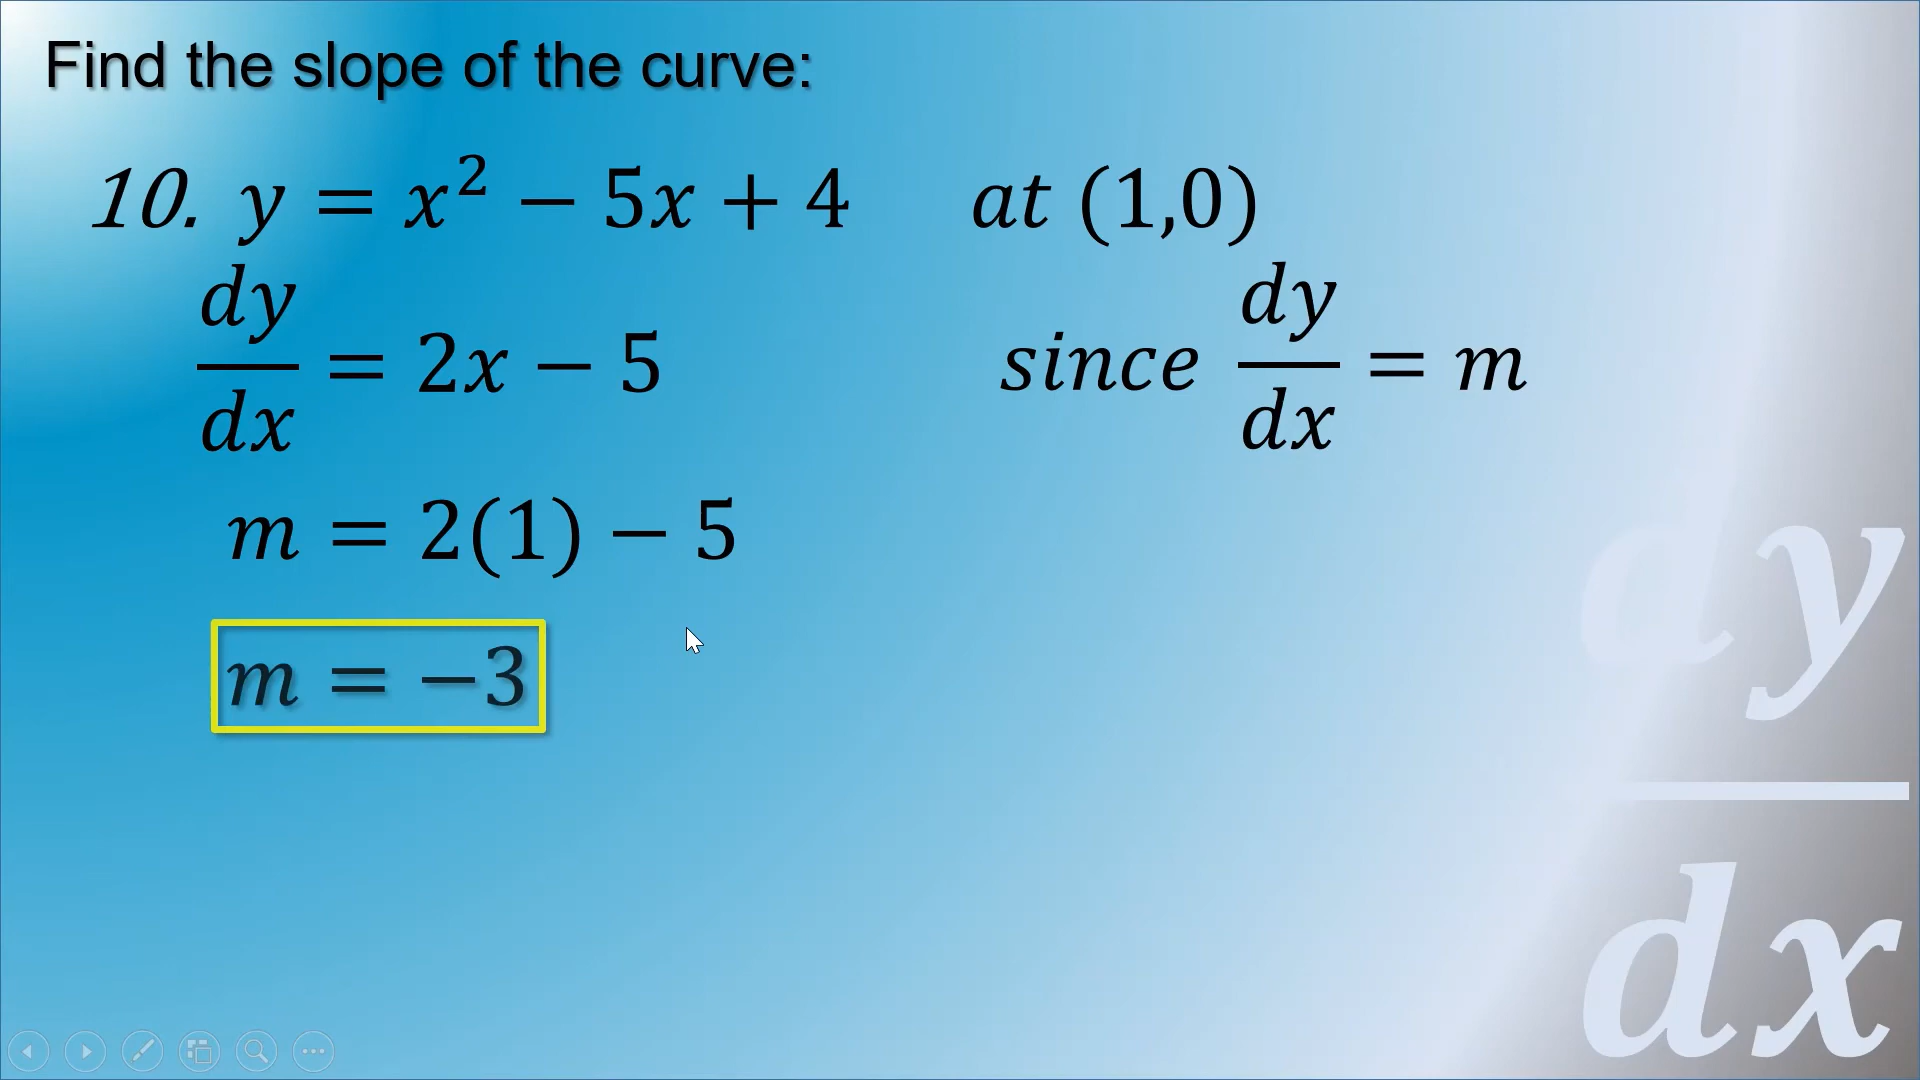 Find the slope of the curve:
10. y = x² − 5x + 4 at (1,0)
dy/dx = 2x − 5 since dy/dx = m
m = 2(1) − 5
m = −3
dy/dx